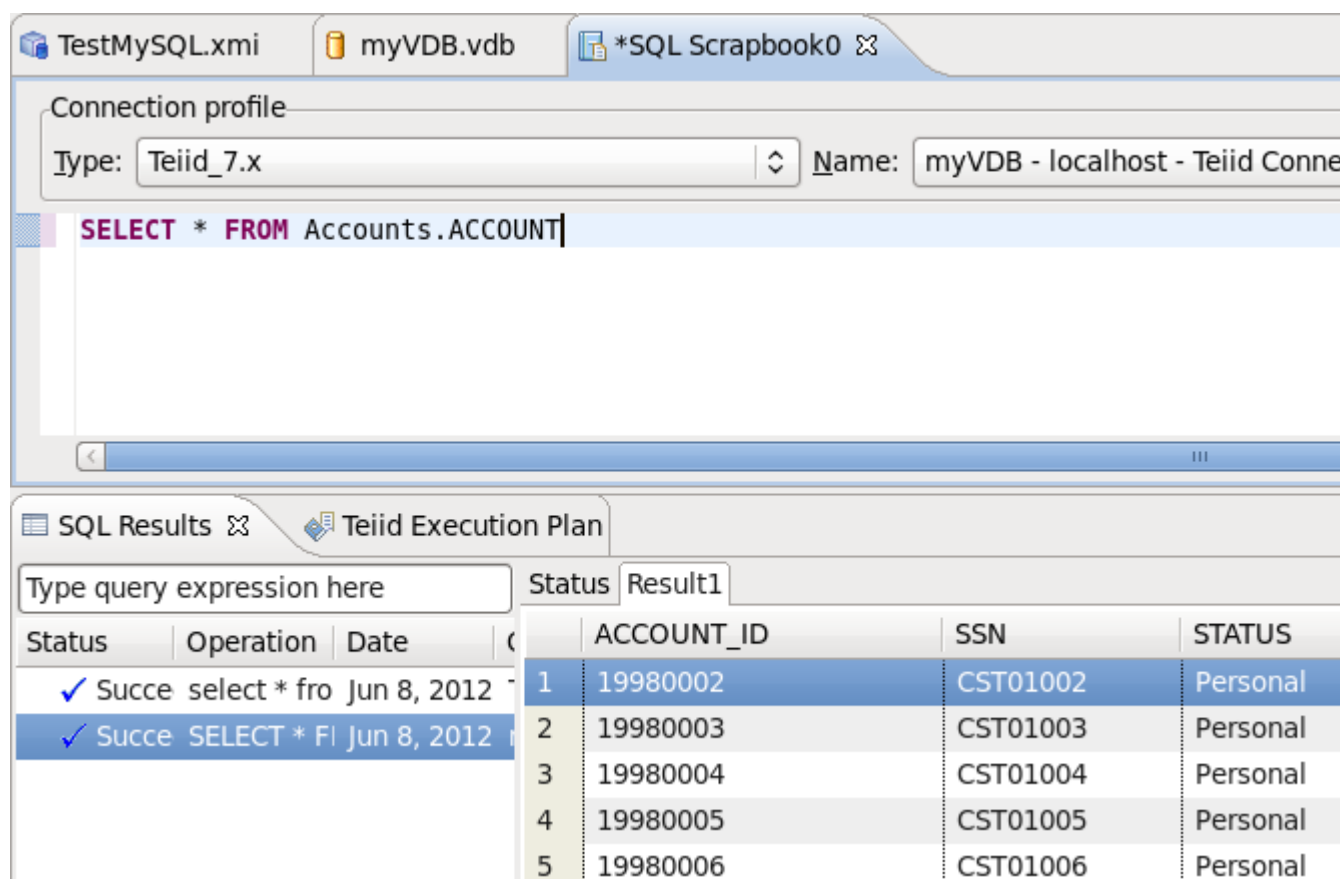 TestMySQL.xmi myVDB.vdb *SQL Scrapbook0
Connection profile
Type: Teiid_7.x Name: myVDB - localhost - Teiid Conne
SELECT * FROM Accounts.ACCOUNT
SQL Results Teiid Execution Plan
Type query expression here Status Result1
Status Operation Date ACCOUNT_ID SSN STATUS
Succe select * fro Jun 8, 2012 1 19980002 CST01002 Personal
Succe SELECT * F Jun 8, 2012 2 19980003 CST01003 Personal
3 19980004 CST01004 Personal
4 19980005 CST01005 Personal
5 19980006 CST01006 Personal